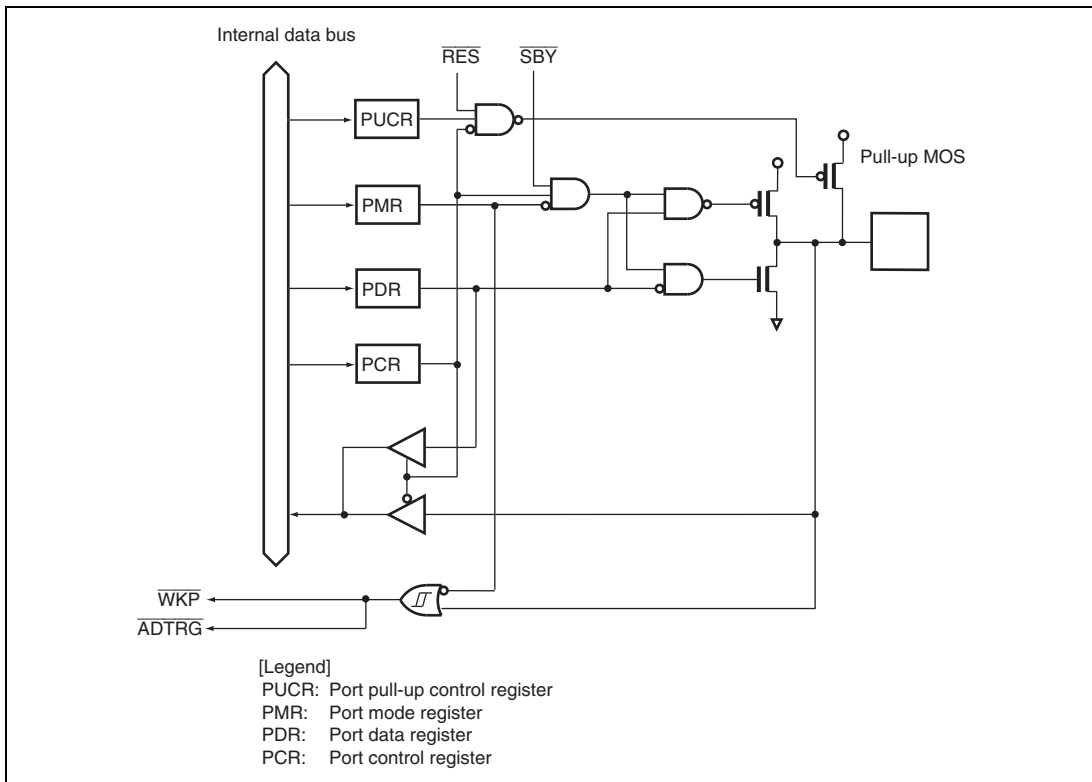 Internal data bus
RES
SBY
PUCR
Pull-up MOS
PMR
PDR
PCR
WKP
ADTRG
[Legend]
PUCR: Port pull-up control register
PMR: Port mode register
PDR: Port data register
PCR: Port control register